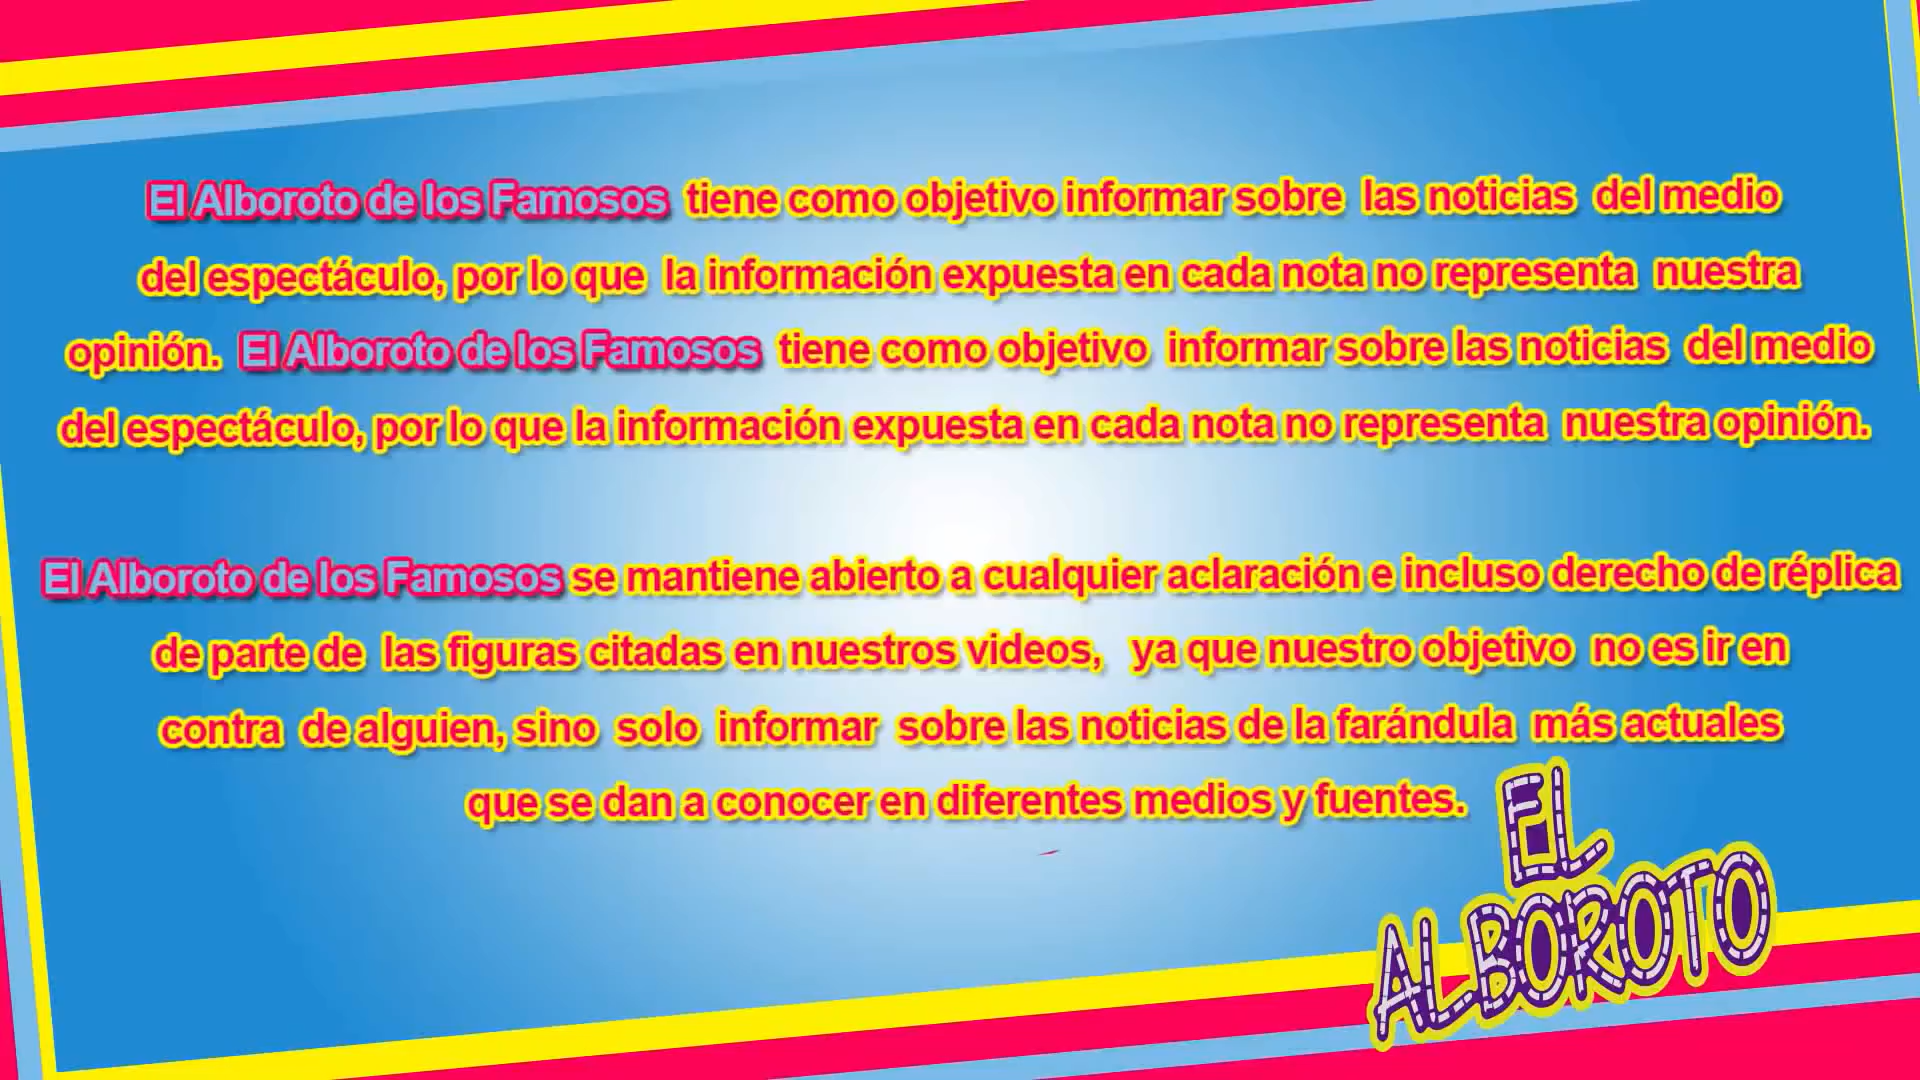 El Alboroto de los Famosos tiene como objetivo informar sobre las noticias del medio
del espectáculo, por lo que la información expuesta en cada nota no representa nuestra
opinión. El Alboroto de los Famosos tiene como objetivo informar sobre las noticias del medio
del espectáculo, por lo que la información expuesta en cada nota no representa nuestra opinión.
El Alboroto de los Famosos se mantiene abierto a cualquier aclaración e incluso derecho de réplica
de parte de las figuras citadas en nuestros videos, ya que nuestro objetivo no es ir en
contra de alguien, sino solo informar sobre las noticias de la farándula más actuales
que se dan a conocer en diferentes medios y fuentes.
EL
ALBOROTO